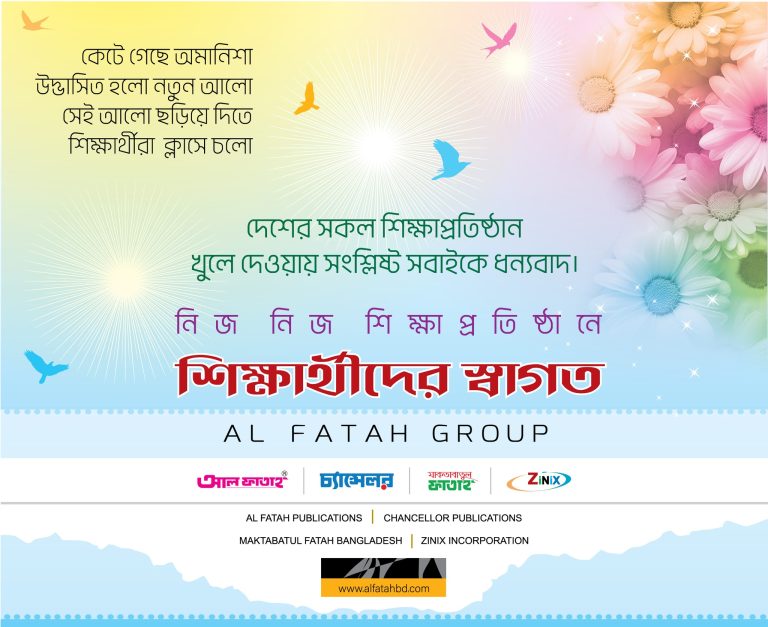 কেটে গেছে অমানিশা
উদ্ভাসিত হলো নতুন আলো
সেই আলো ছড়িয়ে দিতে
শিক্ষার্থীরা ক্লাসে চলো
দেশের সকল শিক্ষাপ্রতিষ্ঠান
খুলে দেওয়ায় সংশ্লিষ্ট সবাইকে ধন্যবাদ।
নিজ নিজ শিক্ষাপ্রতিষ্ঠানে
শিক্ষার্থীদের স্বাগত
AL FATAH GROUP
আল ফাতাহ® চ্যান্সেলর মাকতাবাতুল ফাতাহ ZiNiX
AL FATAH PUBLICATIONS | CHANCELLOR PUBLICATIONS
MAKTABATUL FATAH BANGLADESH | ZINIX INCORPORATION
www.alfatahbd.com